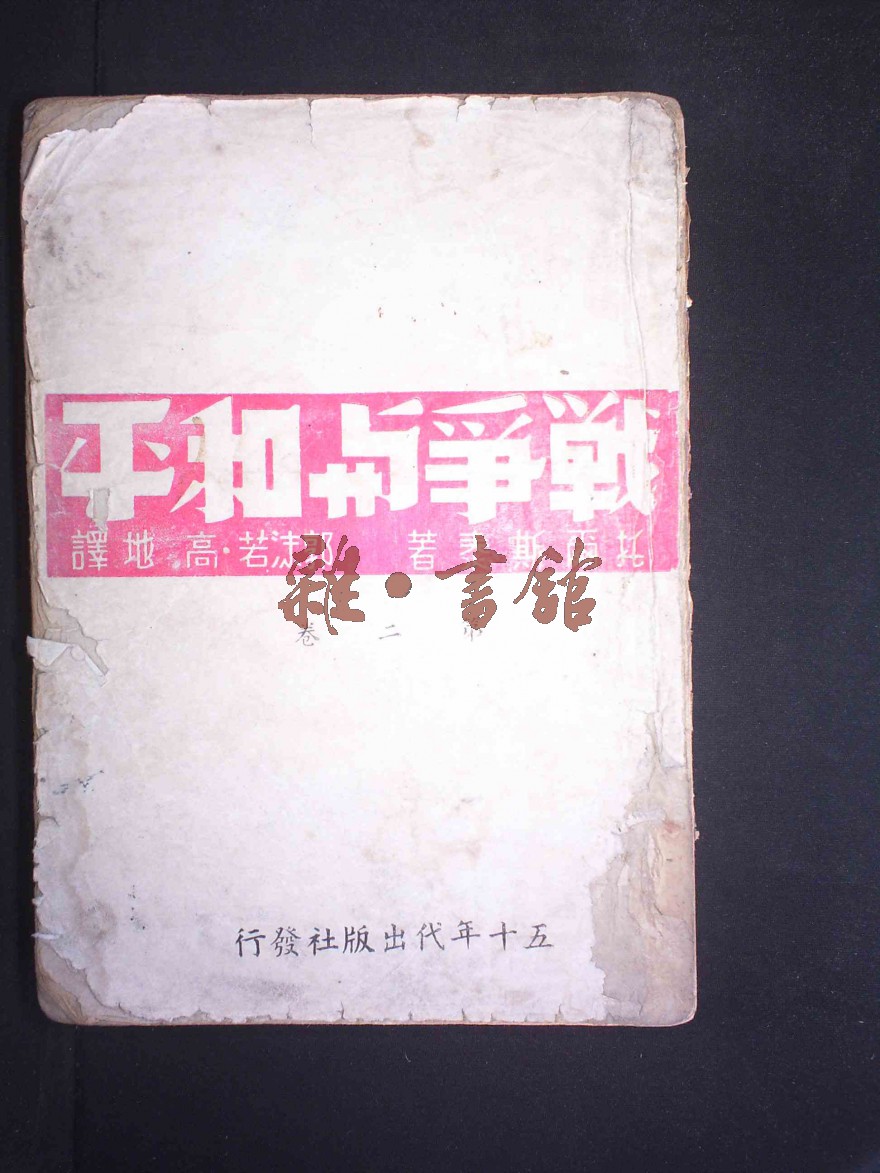 戦爭与和平
托爾斯泰著 郭沫若·高地譯
雜·書館
第二卷
五十年代出版社發行